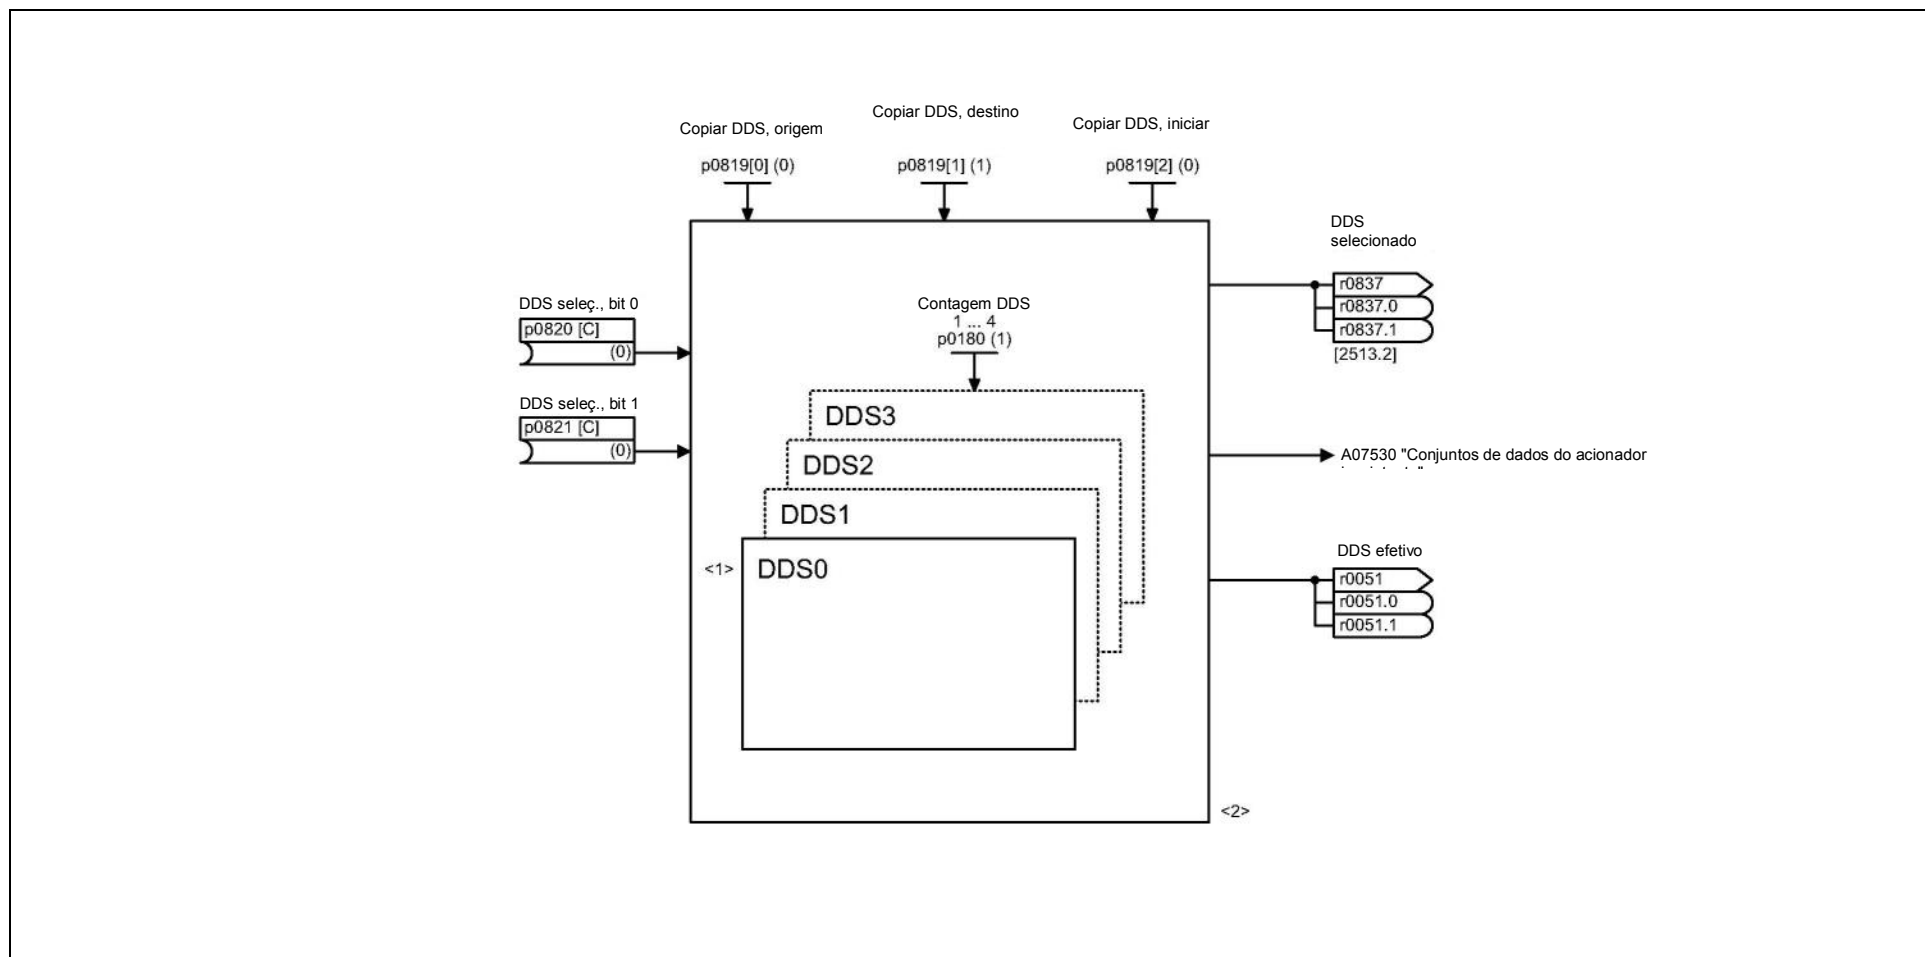 Copiar DDS, origem
Copiar DDS, destino
Copiar DDS, iniciar
p0819[0] (0)
p0819[1] (1)
p0819[2] (0)
DDS seleç., bit 0
p0820 [C]
(0)
DDS seleç., bit 1
p0821 [C]
(0)
Contagem DDS
1 ... 4
p0180 (1)
DDS3
DDS2
DDS1
<1>
DDS0
<2>
DDS
selecionado
r0837
r0837.0
r0837.1
[2513.2]
A07530 "Conjuntos de dados do acionador
DDS efetivo
r0051
r0051.0
r0051.1